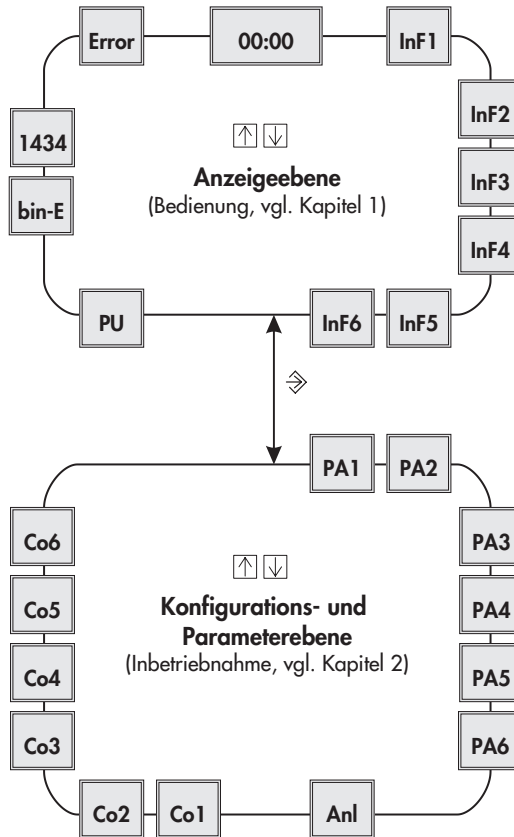 Error
00:00
InF1
1434
InF2
bin-E
InF3
InF4
Anzeigeebene
(Bedienung, vgl. Kapitel 1)
PU
InF6
InF5
PA1
PA2
Co6
PA3
Co5
PA4
Co4
PA5
Co3
PA6
Konfigurations- und
Parameterebene
(Inbetriebnahme, vgl. Kapitel 2)
Co2
Co1
Anl